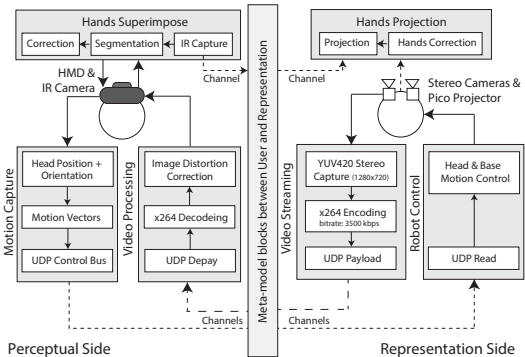 Hands Superimpose
Correction
Segmentation
IR Capture
HMD &
IR Camera
Channel
Motion Capture
Head Position +
Orientation
Motion Vectors
UDP Control Bus
Video Processing
Image Distortion
Correction
x264 Decodeing
UDP Depay
Channels
Perceptual Side
Meta-model blocks between User and Representation
Hands Projection
Projection
Hands Correction
Channel
Stereo Cameras &
Pico Projector
Video Streaming
YUV420 Stereo
Capture (1280x720)
x264 Encoding
bitrate: 3500 kbps
UDP Payload
Robot Control
Head & Base
Motion Control
UDP Read
Channels
Representation Side